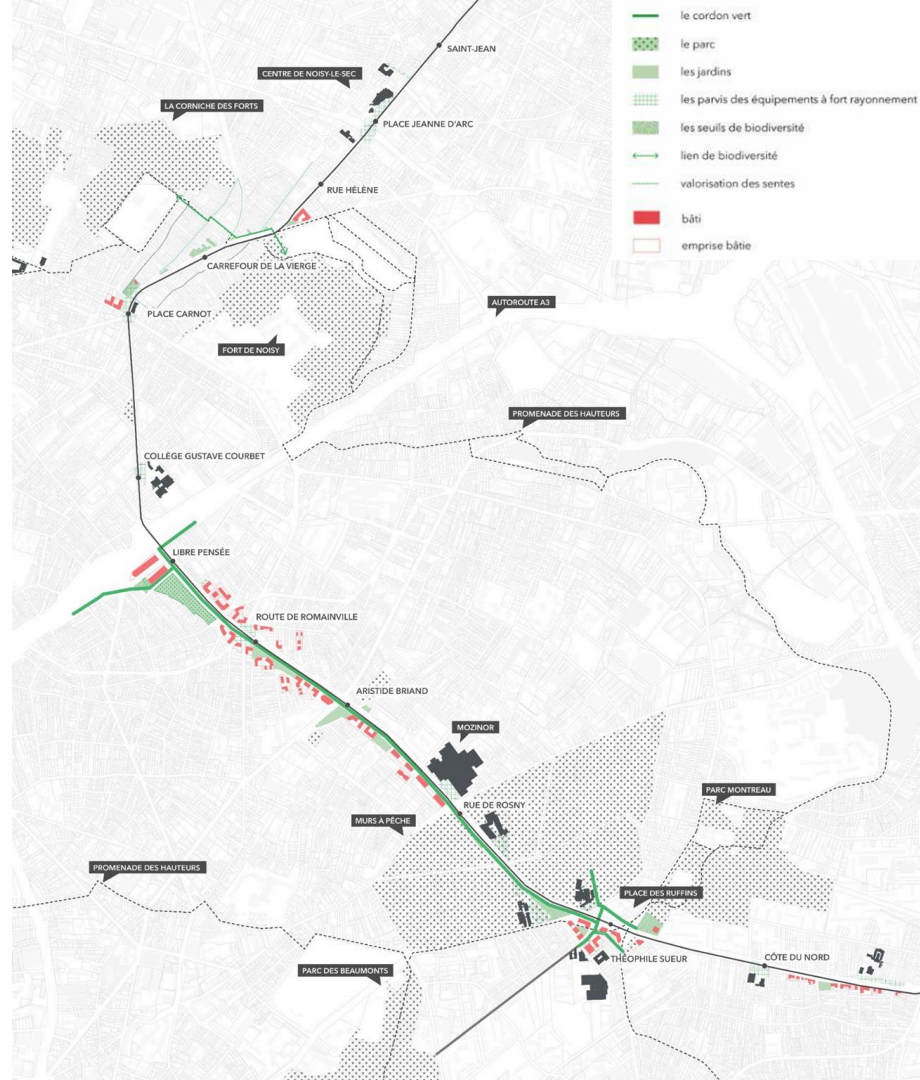 le cordon vert
le parc
les jardins
les parvis des équipements à fort rayonnement
les seuils de biodiversité
lien de biodiversité
valorisation des sentes
bâti
emprise bâtie
SAINT-JEAN
CENTRE DE NOISY-LE-SEC
LA CORNICHE DES FORTS
PLACE JEANNE D'ARC
RUE HÉLÈNE
CARREFOUR DE LA VIERGE
AUTOROUTE A3
PLACE CARNOT
FORT DE NOISY
PROMENADE DES HAUTEURS
COLLÈGE GUSTAVE COURBET
LIBRE PENSÉE
ROUTE DE ROMAINVILLE
ARISTIDE BRIAND
MOZINOR
PARC MONTREAU
RUE DE ROSNY
MURS À PÊCHE
PROMENADE DES HAUTEURS
PLACE DES RUFFINS
THÉOPHILE SUEUR
CÔTE DU NORD
PARC DES BEAUMONTS